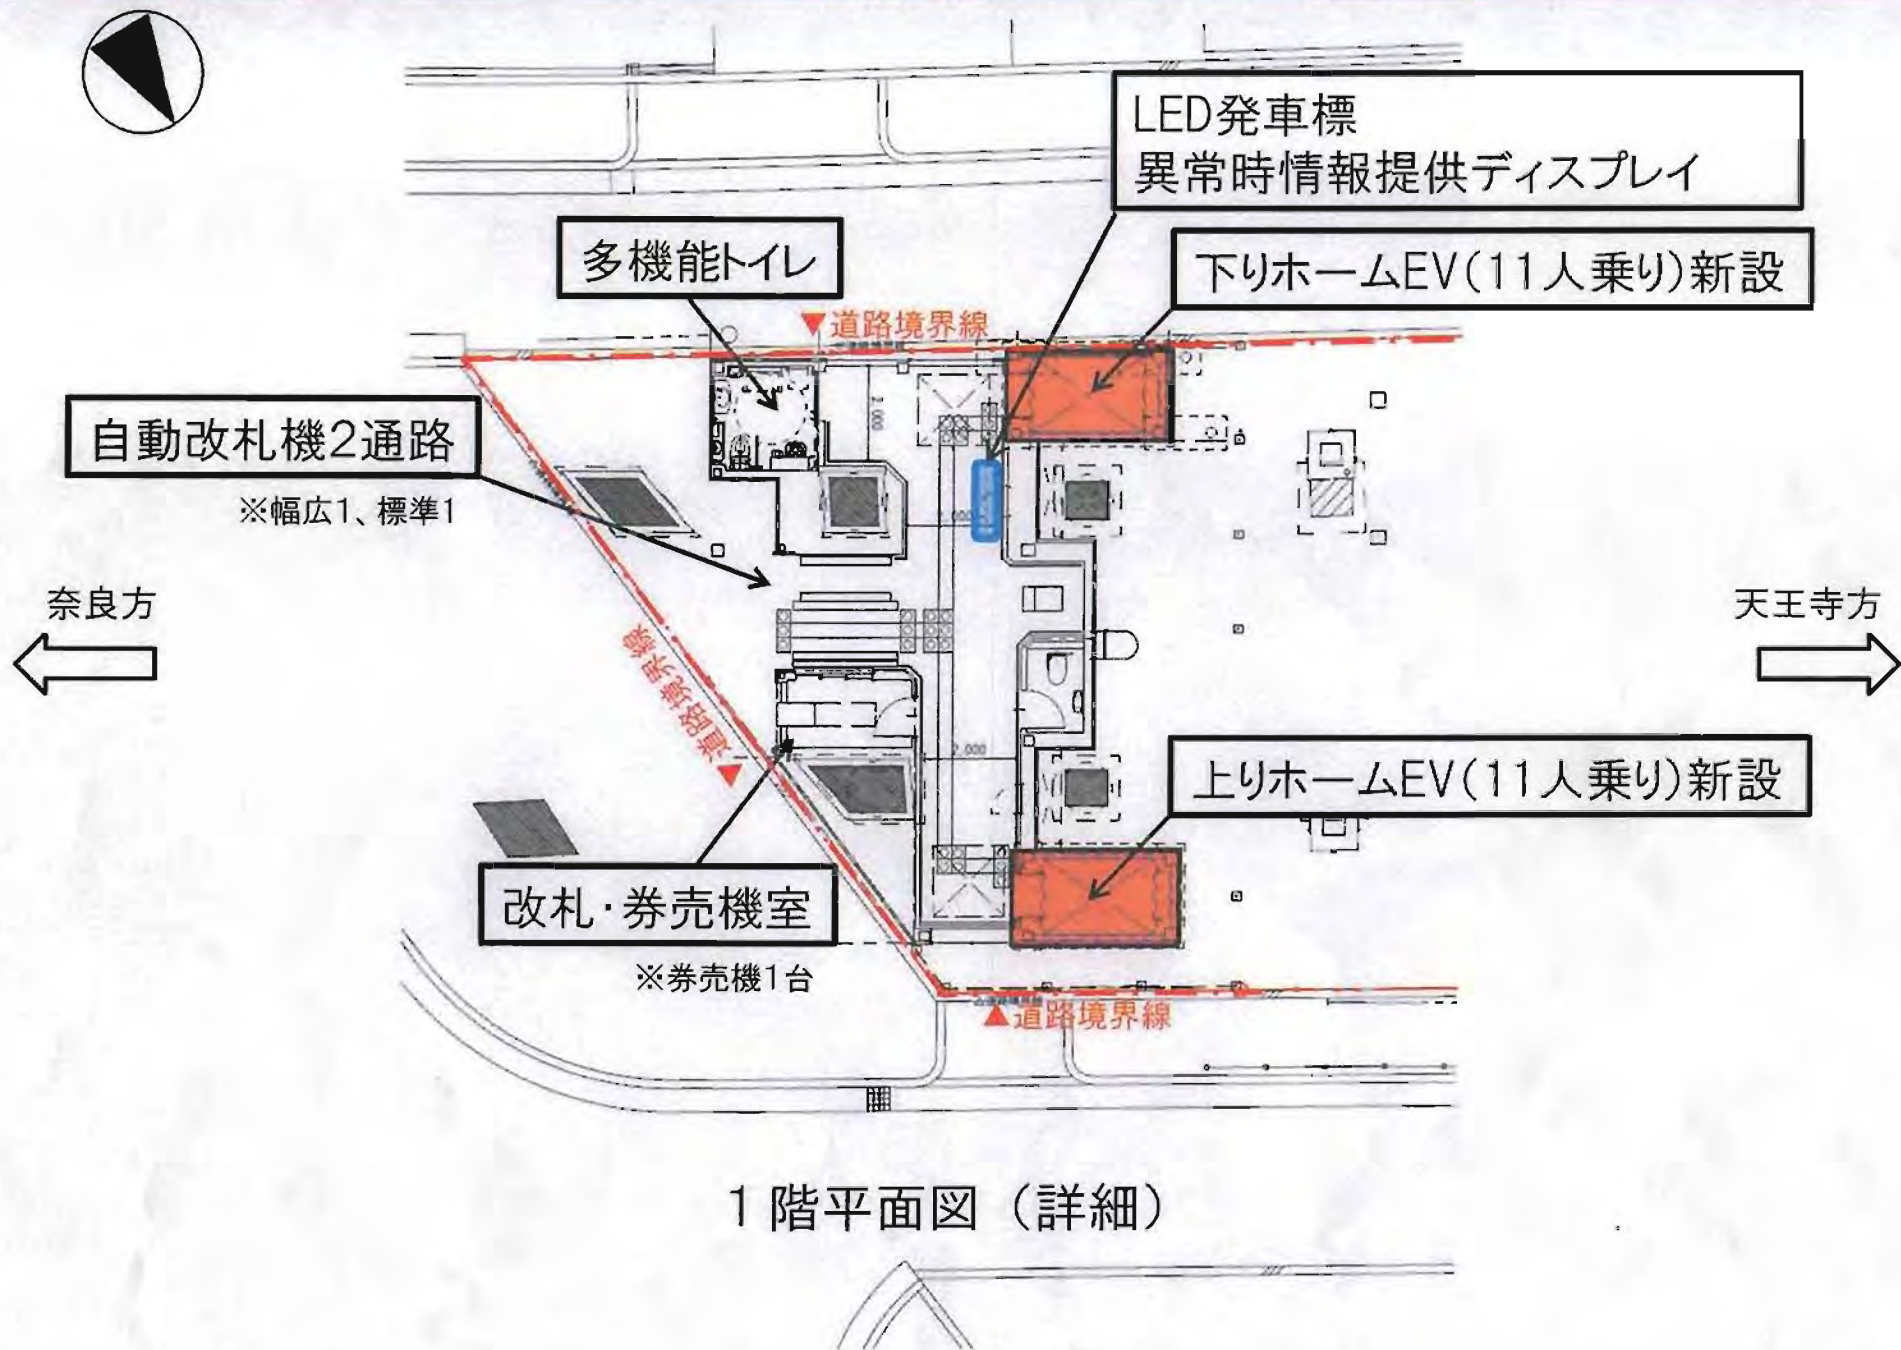 LED発車標
異常時情報提供ディスプレイ
多機能トイレ
下りホームEV(11人乗り)新設
▼道路境界線
自動改札機2通路
※幅広1、標準1
2,000
奈良方
天王寺方
▲道路境界線
2,000
上りホームEV(11人乗り)新設
改札・券売機室
※券売機1台
▲道路境界線
1階平面図(詳細)